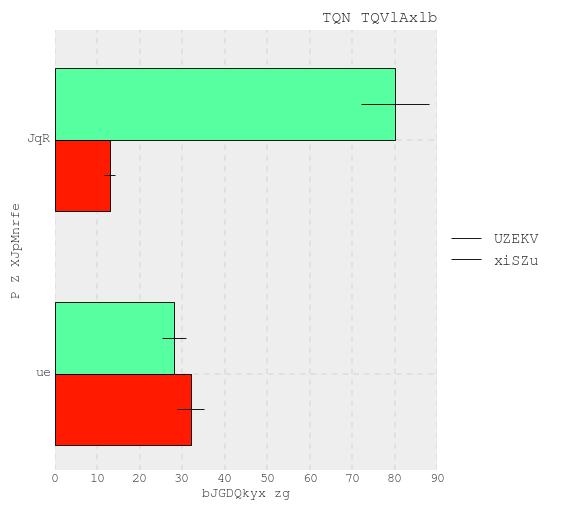 TQN TQVlAxlb
JqR
P Z XJpMnrfe
ue
0 10 20 30 40 50 60 70 80 90
bJGDQkyx zg
UZEKV
xiSZu